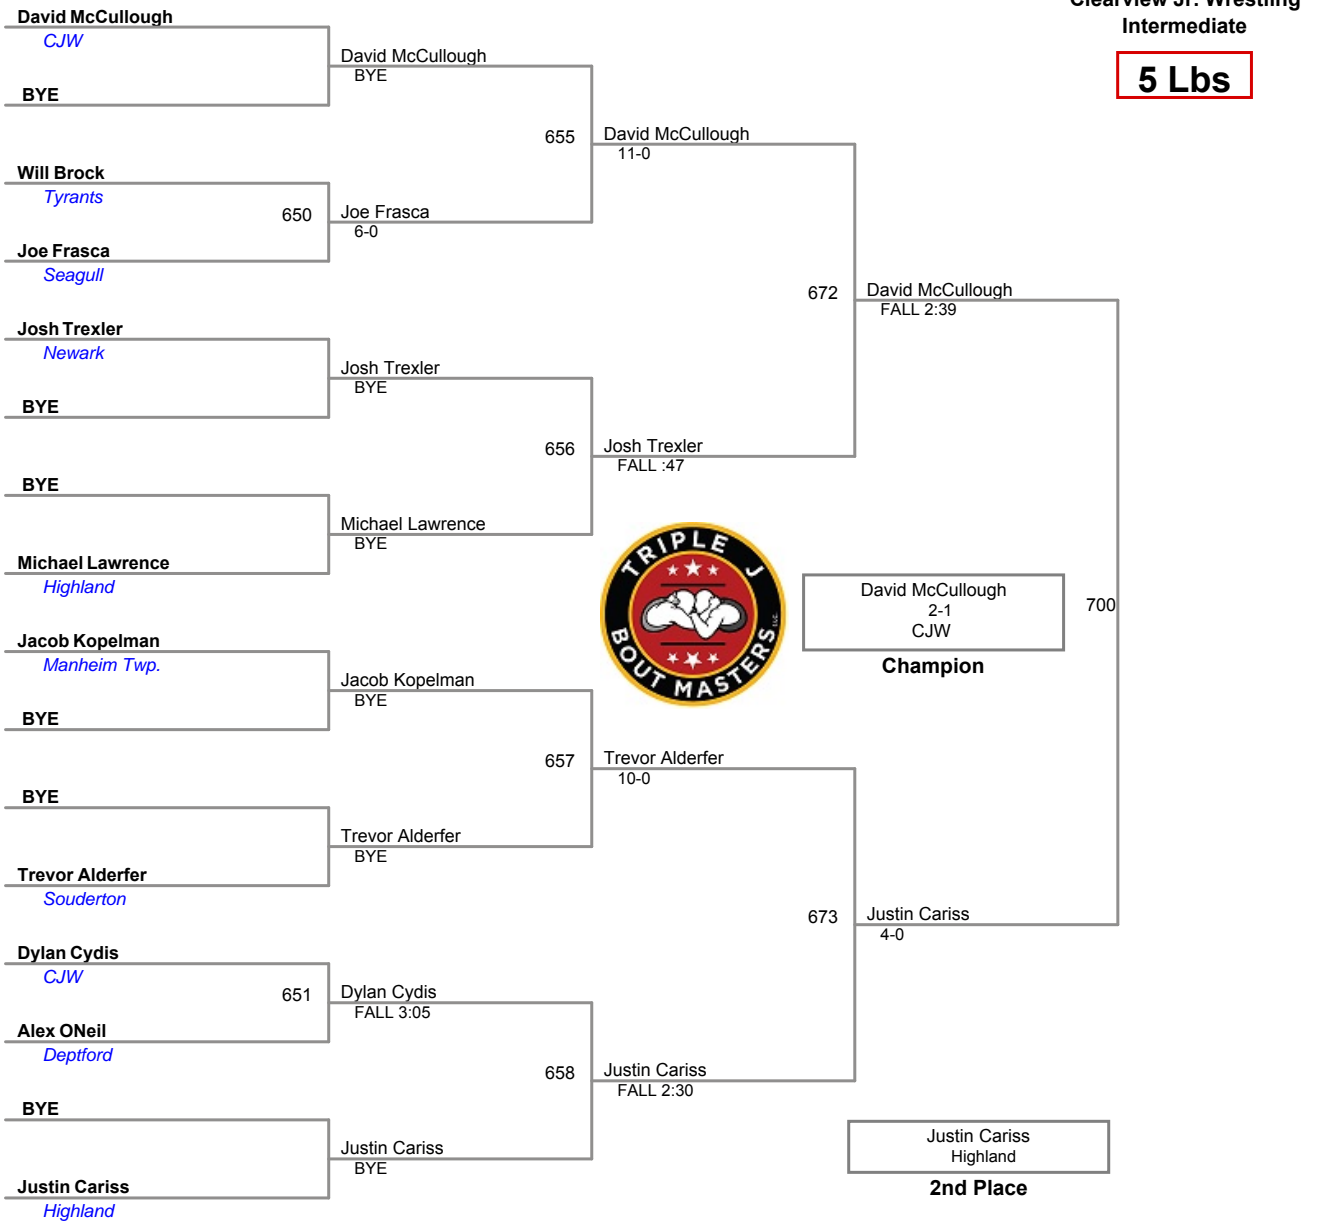 Clearview Jr. Wrestling
Intermediate
5 Lbs
David McCullough
CJW
BYE
Will Brock
Tyrants
650
Joe Frasca
Seagull
Josh Trexler
Newark
BYE
BYE
Michael Lawrence
Highland
Jacob Kopelman
Manheim Twp.
BYE
BYE
Trevor Alderfer
Souderton
Dylan Cydis
CJW
651
Alex ONeil
Deptford
BYE
Justin Cariss
Highland
David McCullough
BYE
655
Joe Frasca
6-0
Josh Trexler
BYE
656
Michael Lawrence
BYE
Jacob Kopelman
BYE
657
Trevor Alderfer
BYE
Dylan Cydis
FALL 3:05
658
Justin Cariss
BYE
David McCullough
11-0
672
Josh Trexler
FALL :47
TRIPLE J
BOUT MASTERS LLC.
Trevor Alderfer
10-0
673
Justin Cariss
FALL 2:30
David McCullough
FALL 2:39
700
Justin Cariss
4-0
David McCullough
2-1
CJW
Champion
Justin Cariss
Highland
2nd Place